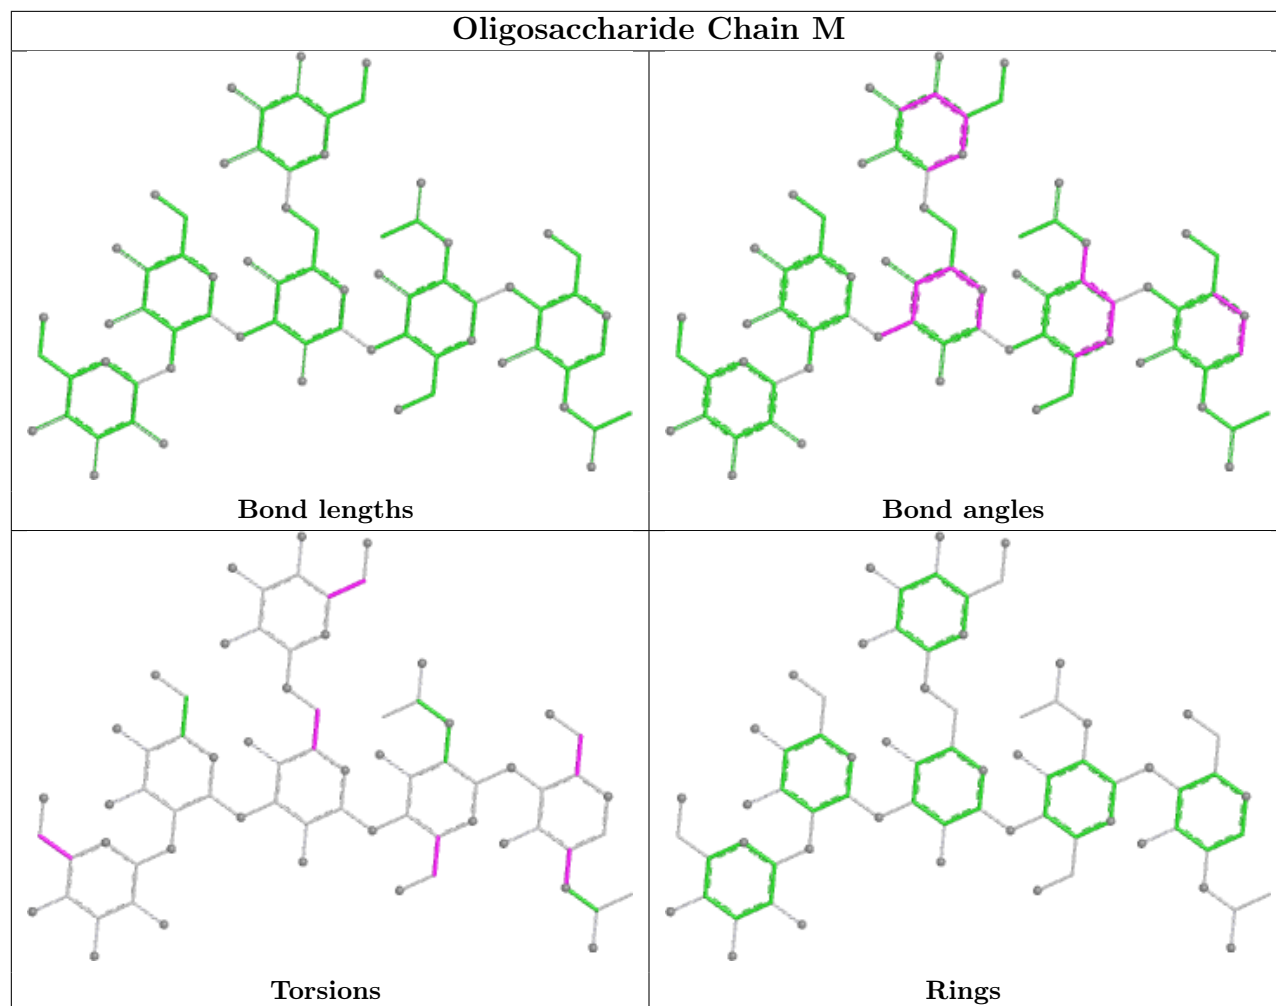 Oligosaccharide Chain M
Bond lengths
Bond angles
Torsions
Rings